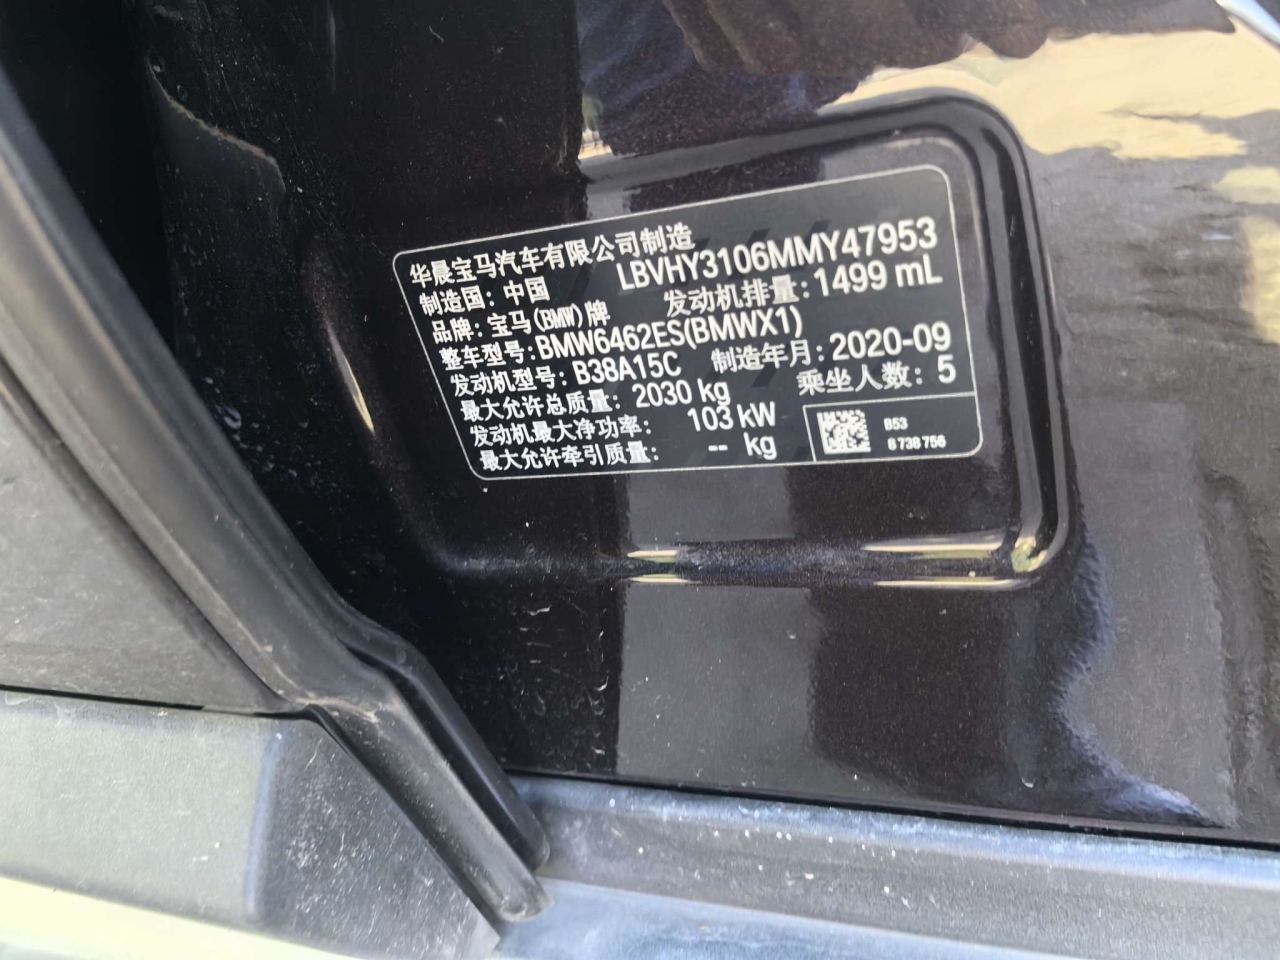 华晨宝马汽车有限公司制造
制造国：中国 LBVHY3106MMY47953
品牌：宝马(BMW)牌 发动机排量：1499 mL
整车型号：BMW6462ES(BMWX1)
发动机型号：B38A15C 制造年月：2020-09
最大允许总质量：2030 kg 乘坐人数：5
发动机最大净功率：103 kW
最大允许牵引质量：-- kg
B53
8 738 756